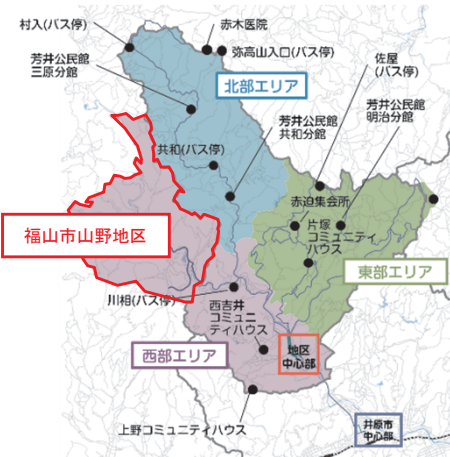 村入(バス停)
赤木医院
弥高山入口(バス停)
佐屋
(バス停)
芳井公民館
三原分館
北部エリア
芳井公民館
明治分館
芳井公民館
共和分館
共和(バス停)
赤迫集会所
片塚
コミュニティ
ハウス
福山市山野地区
東部エリア
川相(バス停)
西吉井
コミュニ
ティハウス
西部エリア
地区
中心部
上野コミュニティハウス
井原市
中心部